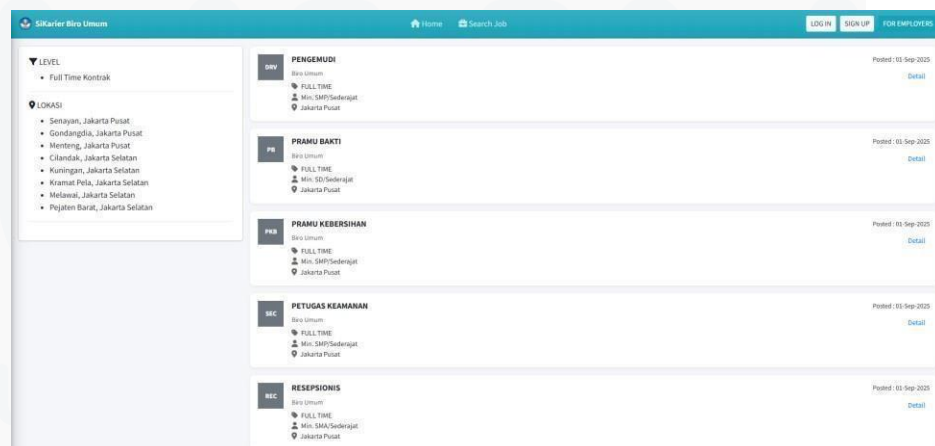 SiKarier Biro Umum
Home
Search Job
LOG IN
SIGN UP
FOR EMPLOYERS
LEVEL
Full Time Kontrak
LOKASI
Senayan, Jakarta Pusat
Gondangdia, Jakarta Pusat
Menteng, Jakarta Pusat
Cilandak, Jakarta Selatan
Kuningan, Jakarta Selatan
Kramat Pela, Jakarta Selatan
Melawai, Jakarta Selatan
Pejaten Barat, Jakarta Selatan
DRV
PENGEMUDI
Posted : 01-Sep-2025
Biro Umum
Detail
FULL TIME
Min. SMP/Sederajat
Jakarta Pusat
PB
PRAMU BAKTI
Posted : 01-Sep-2025
Biro Umum
Detail
FULL TIME
Min. SD/Sederajat
Jakarta Pusat
PKB
PRAMU KEBERSIHAN
Posted : 01-Sep-2025
Biro Umum
Detail
FULL TIME
Min. SMP/Sederajat
Jakarta Pusat
SEC
PETUGAS KEAMANAN
Posted : 01-Sep-2025
Biro Umum
Detail
FULL TIME
Min. SMP/Sederajat
Jakarta Pusat
REC
RESEPSIONIS
Posted : 01-Sep-2025
Biro Umum
Detail
FULL TIME
Min. SMA/Sederajat
Jakarta Pusat